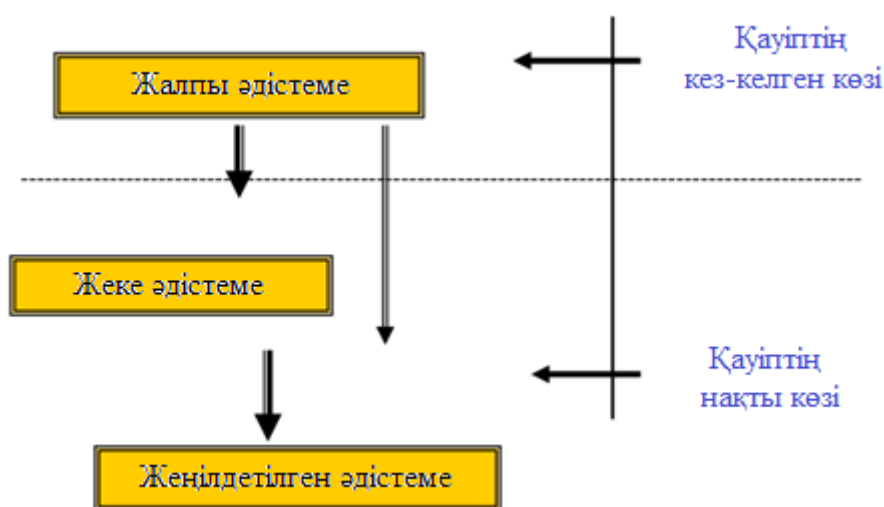 Қауіптің
кез-келген көзі
Жалпы әдістеме
Жеке әдістеме
Қауіптің
нақты көзі
Жеңілдетілген әдістеме